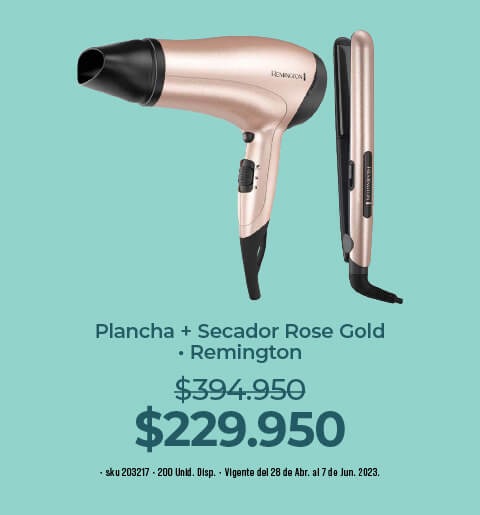 REMINGTON
REMINGTON
Plancha + Secador Rose Gold
· Remington
$394.950
$229.950
· sku 203217 · 200 Unid. Disp. · Vigente del 28 de Abr. al 7 de Jun. 2023.